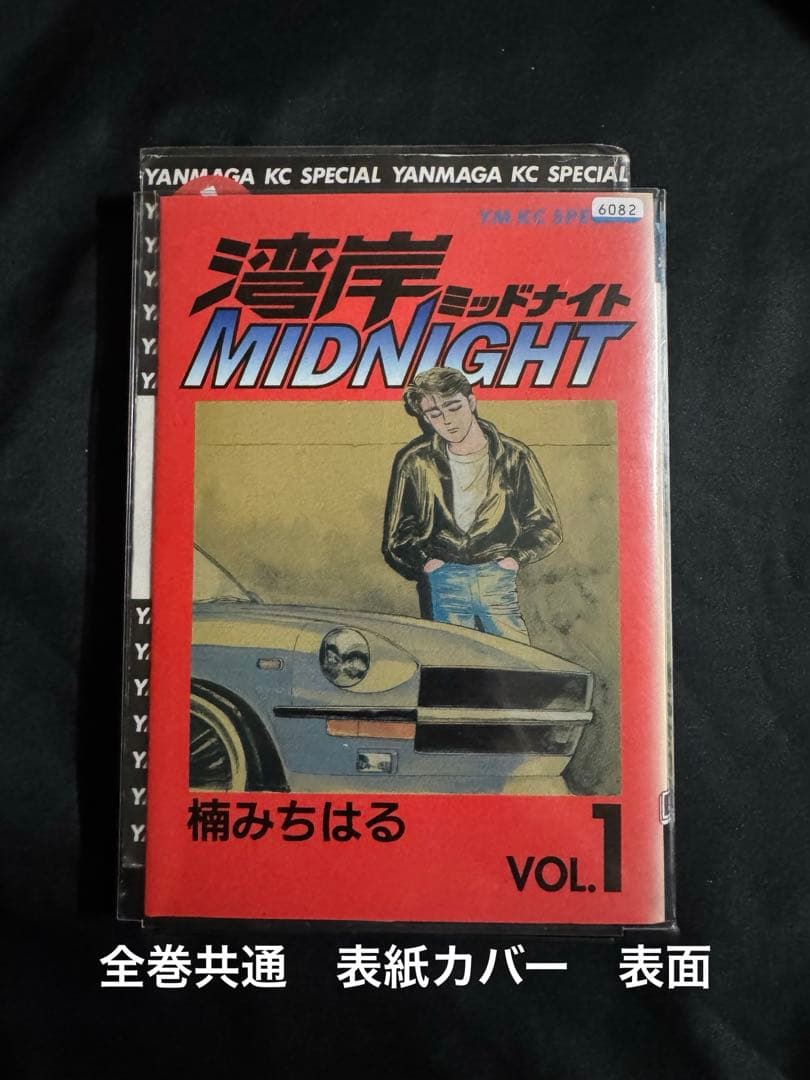 YANMAGA KC SPECIAL YANMAGA KC SPECIAL
6082
湾岸
ミッドナイト
MIDNIGHT
楠みちはる
VOL.1
全巻共通 表紙カバー 表面